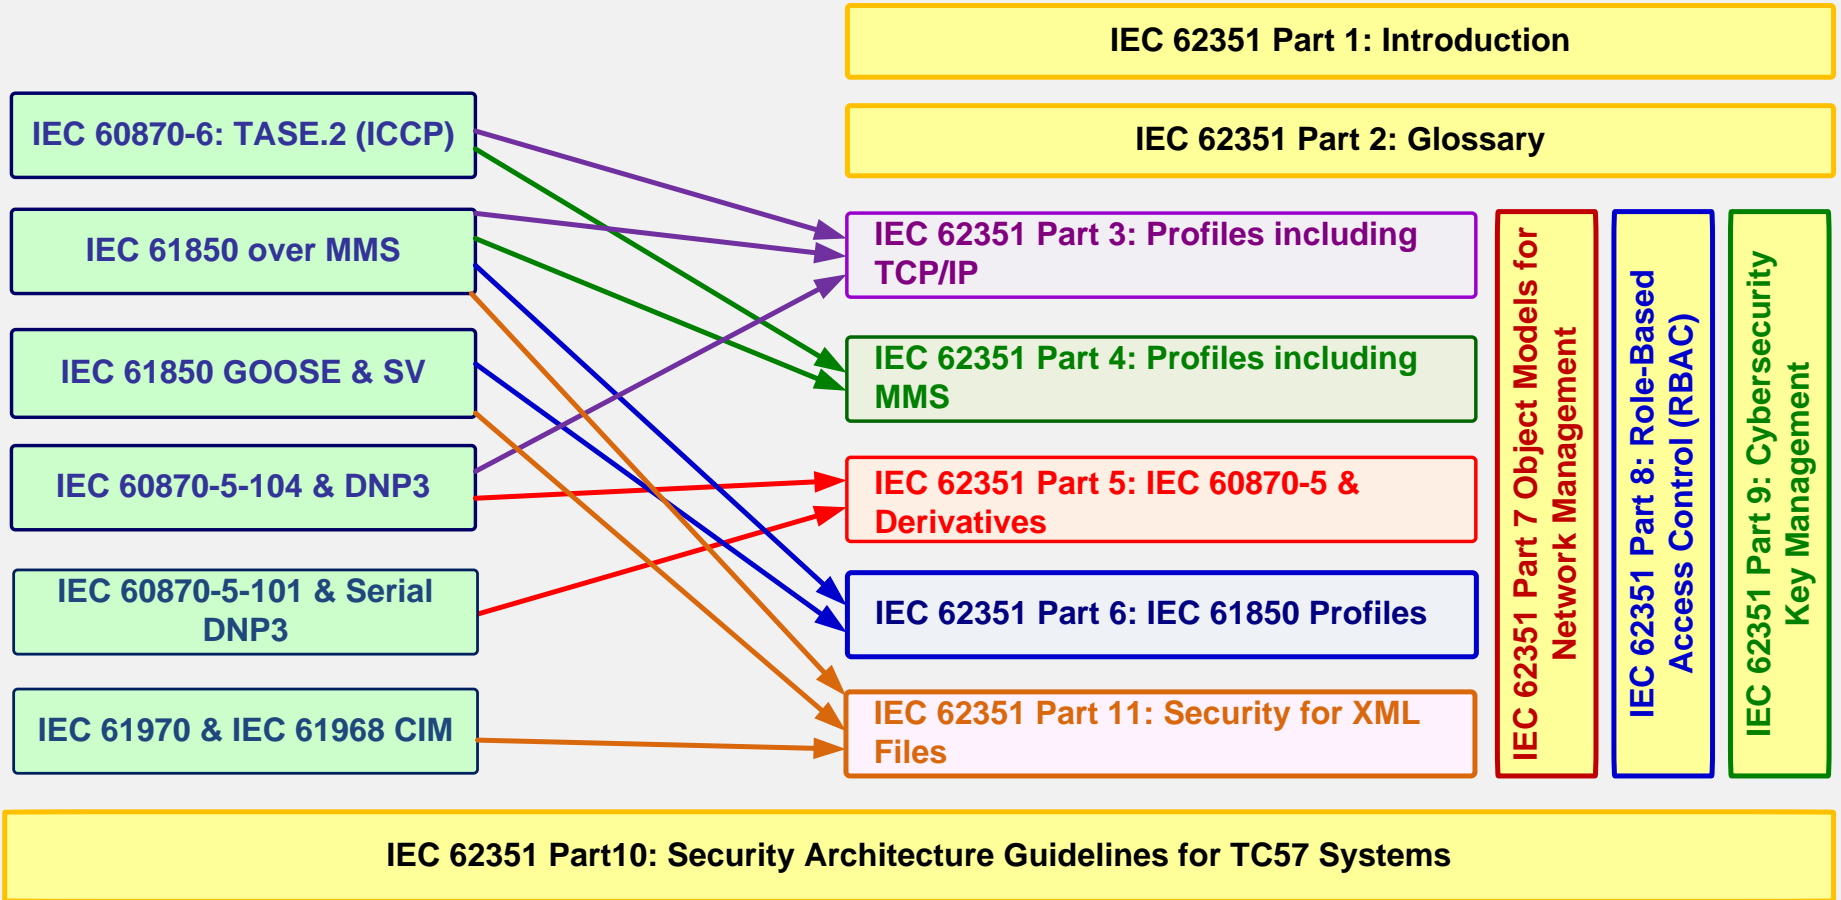 IEC 62351 Part 1: Introduction
IEC 62351 Part 2: Glossary
IEC 60870-6: TASE.2 (ICCP)
IEC 61850 over MMS
IEC 61850 GOOSE & SV
IEC 60870-5-104 & DNP3
IEC 60870-5-101 & Serial
DNP3
IEC 61970 & IEC 61968 CIM
IEC 62351 Part 3: Profiles including
TCP/IP
IEC 62351 Part 4: Profiles including
MMS
IEC 62351 Part 5: IEC 60870-5 &
Derivatives
IEC 62351 Part 6: IEC 61850 Profiles
IEC 62351 Part 11: Security for XML
Files
IEC 62351 Part 7 Object Models for
Network Management
IEC 62351 Part 8: Role-Based
Access Control (RBAC)
IEC 62351 Part 9: Cybersecurity
Key Management
IEC 62351 Part10: Security Architecture Guidelines for TC57 Systems